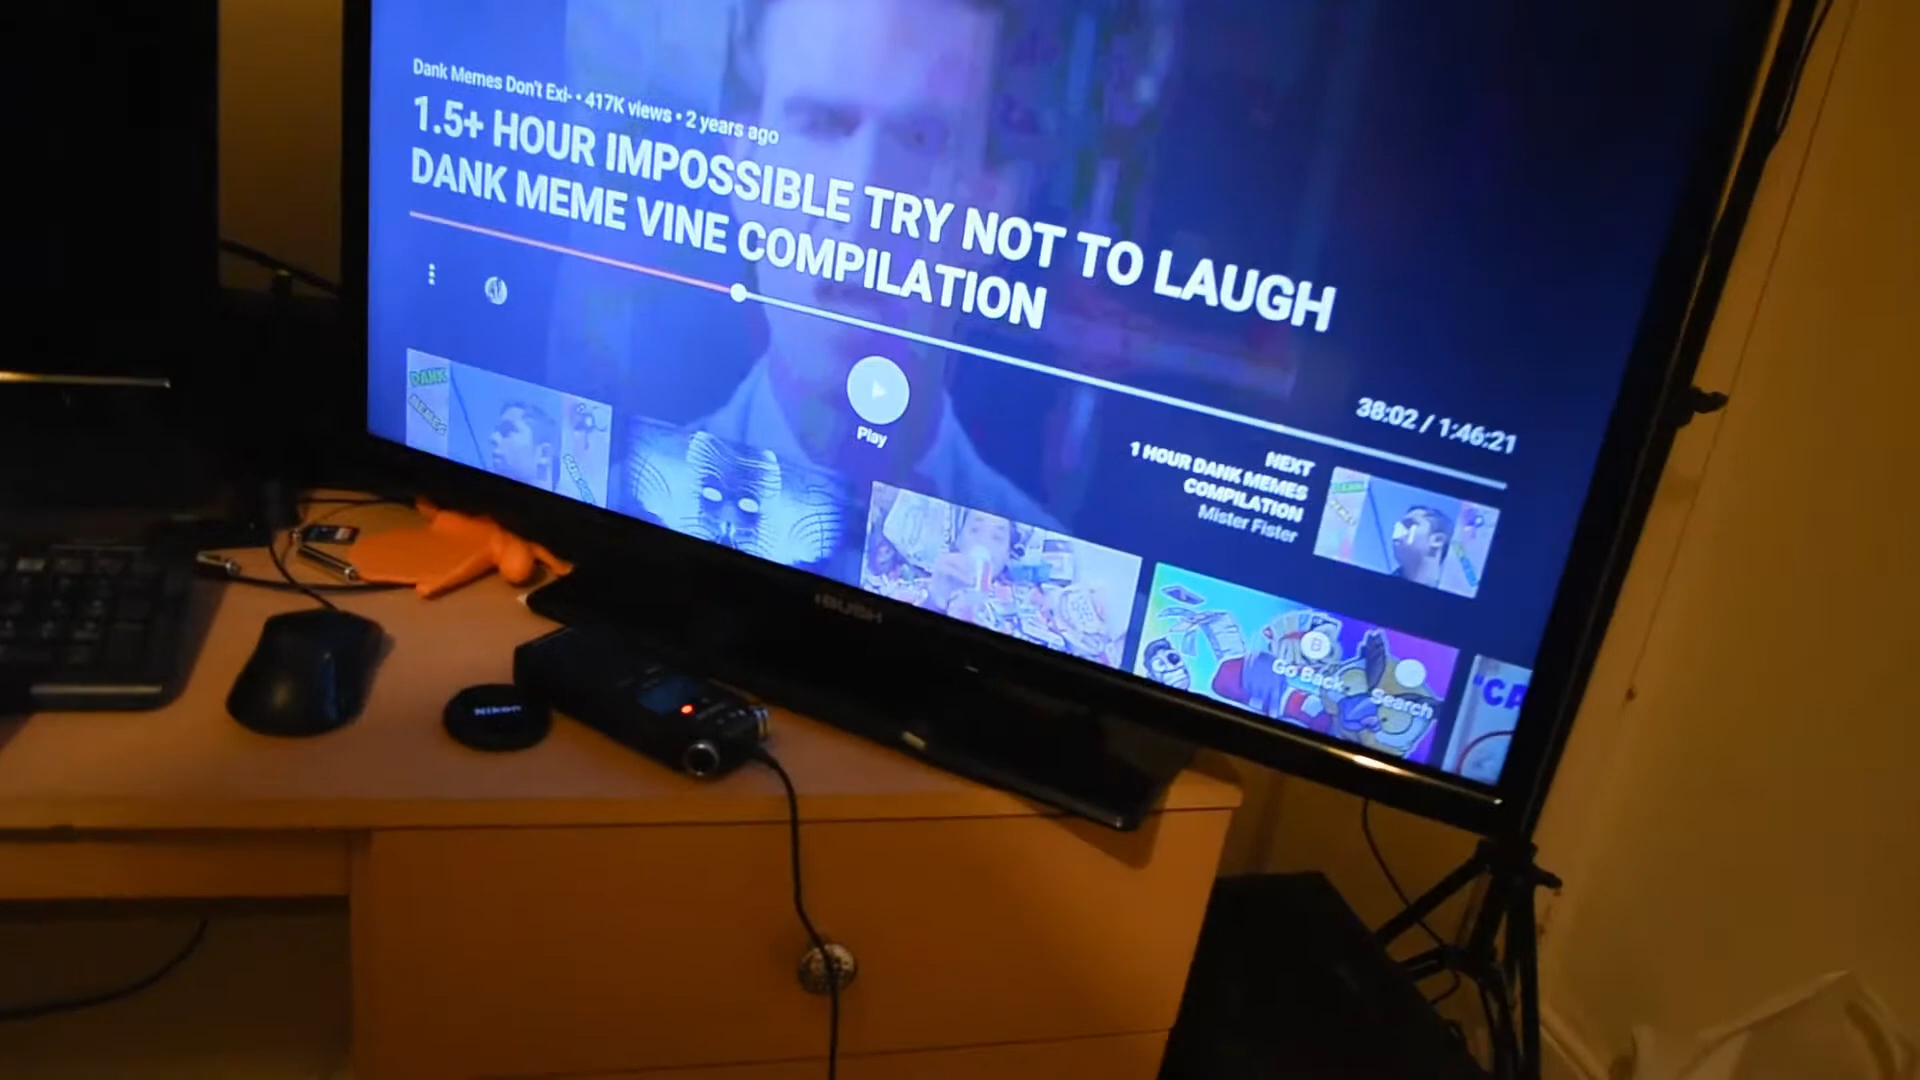 Dank Memes Don't Exi- • 417K views • 2 years ago
1.5+ HOUR IMPOSSIBLE TRY NOT TO LAUGH
DANK MEME VINE COMPILATION
38:02 / 1:46:21
Play
NEXT
1 HOUR DANK MEMES
COMPILATION
Mister Fister
DANK
MEMES
B
Go Back
Search
"CA
BUSH
Nikon